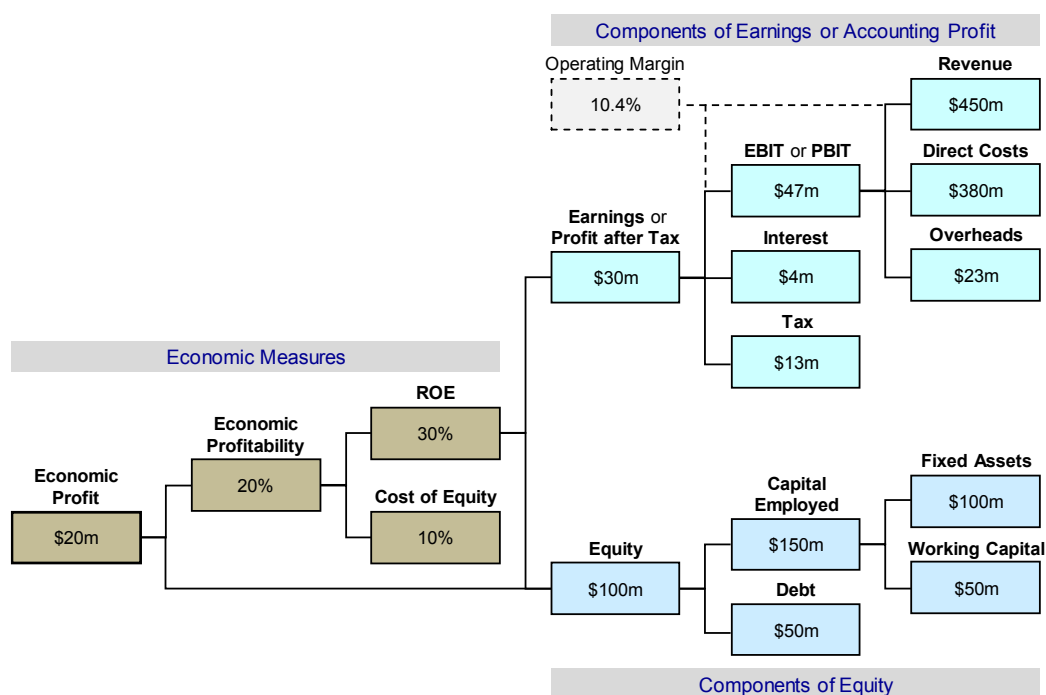 Components of Earnings or Accounting Profit
Operating Margin
10.4%
Revenue
$450m
EBIT or PBIT
$47m
Direct Costs
$380m
Earnings or
Profit after Tax
$30m
Interest
$4m
Overheads
$23m
Tax
$13m
Economic Measures
ROE
30%
Economic
Profitability
20%
Cost of Equity
10%
Economic
Profit
$20m
Fixed Assets
$100m
Capital
Employed
$150m
Working Capital
$50m
Equity
$100m
Debt
$50m
Components of Equity